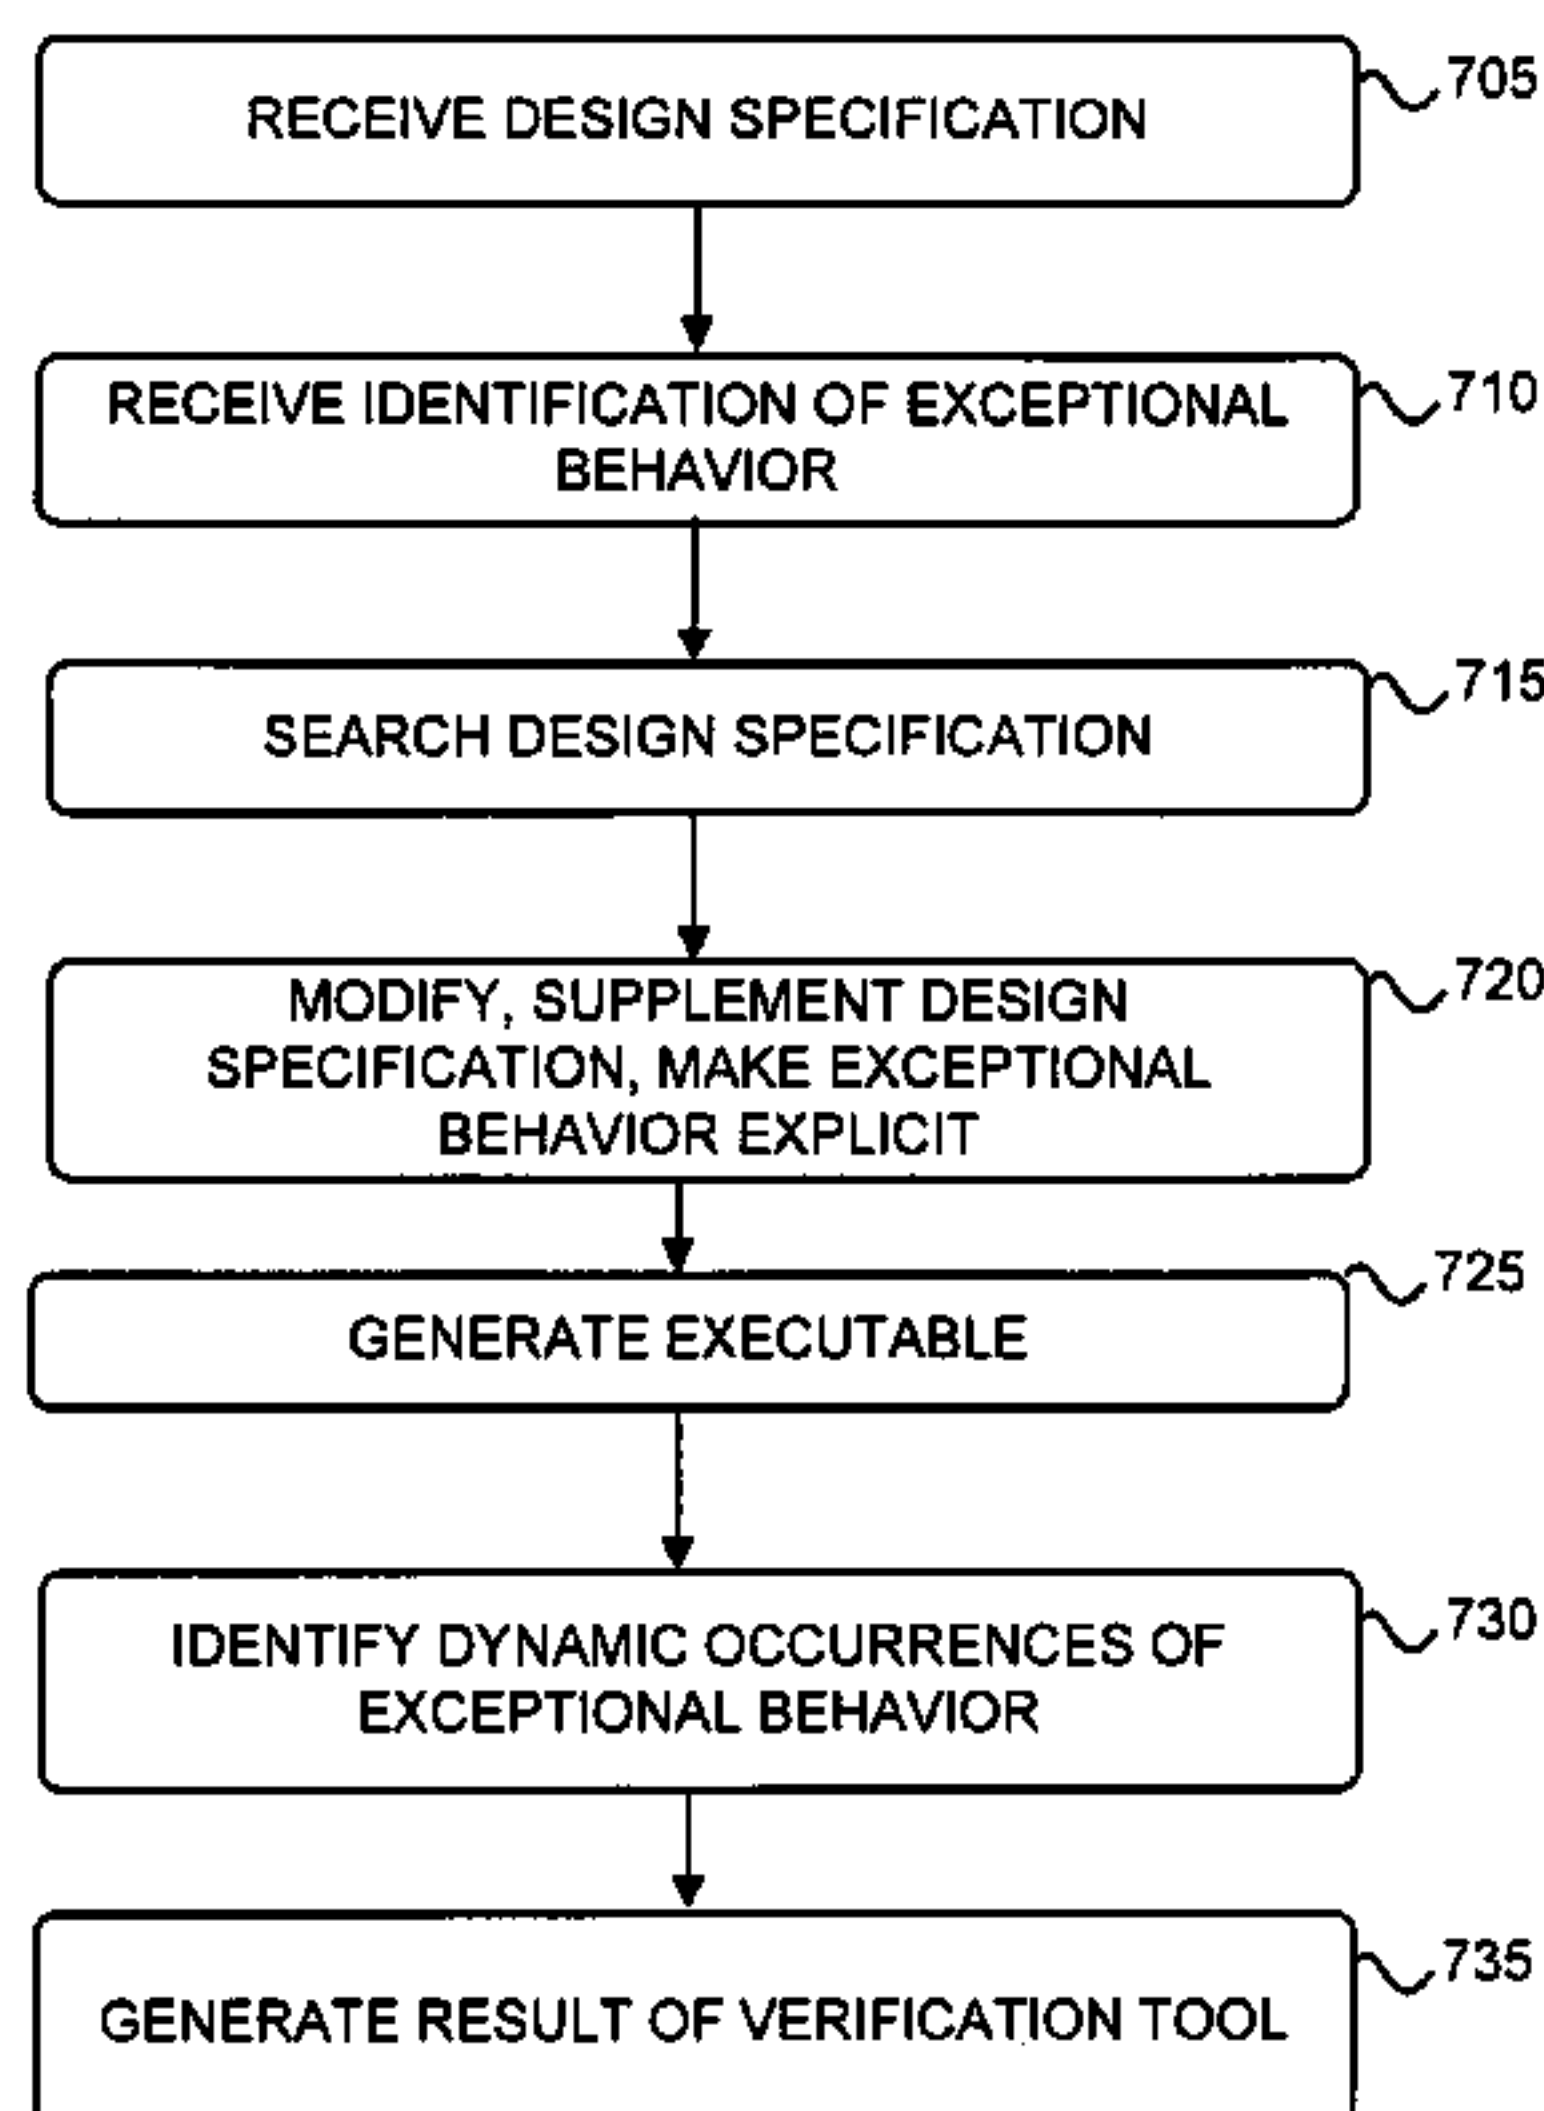 RECEIVE DESIGN SPECIFICATION
705
RECEIVE IDENTIFICATION OF EXCEPTIONAL
BEHAVIOR
710
SEARCH DESIGN SPECIFICATION
715
MODIFY, SUPPLEMENT DESIGN
SPECIFICATION, MAKE EXCEPTIONAL
BEHAVIOR EXPLICIT
720
GENERATE EXECUTABLE
725
IDENTIFY DYNAMIC OCCURRENCES OF
EXCEPTIONAL BEHAVIOR
730
GENERATE RESULT OF VERIFICATION TOOL
735